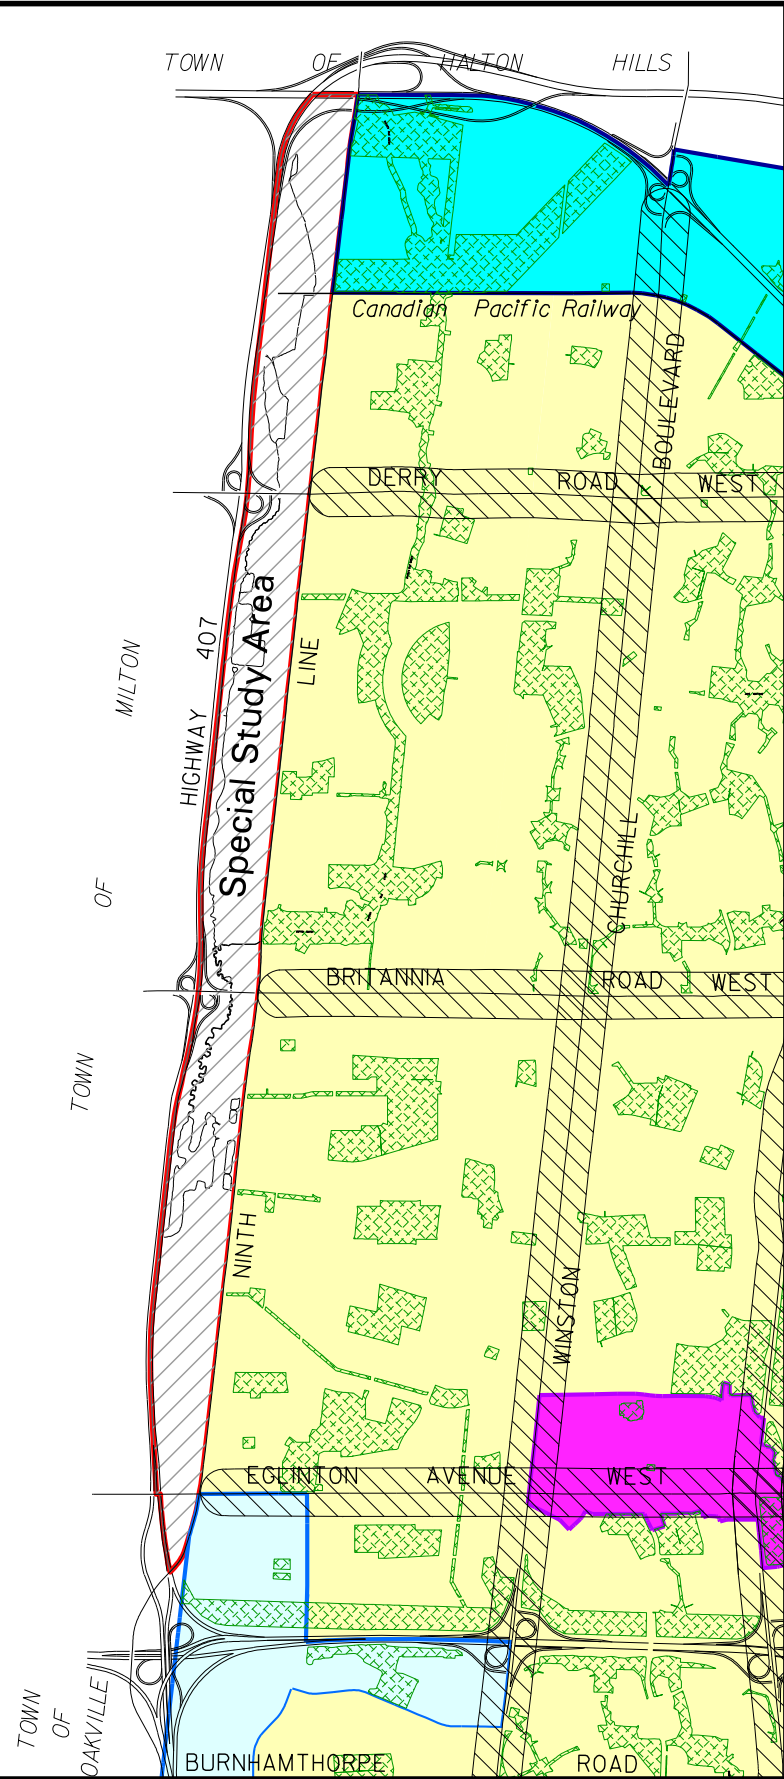 TOWN OF HALTON HILLS
Canadian Pacific Railway
BOULEVARD
DERRY ROAD WEST
HIGHWAY 407
Special Study Area
LINE
MILTON
OF
TOWN
CHURCHILL
BRITANNIA ROAD WEST
NINTH
WINSTON
EGLINTON AVENUE WEST
TOWN
OF
OAKVILLE
BURNHAMTHORPE ROAD